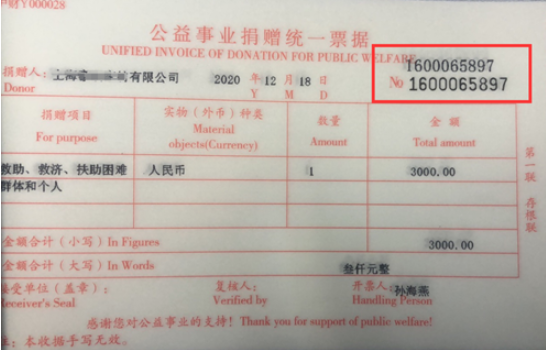 中财Y000028
公益事业捐赠统一票据
UNIFIED INVOICE OF DONATION FOR PUBLIC WELFARE
1600065897
No 1600065897
捐赠人：上海 有限公司 2020 年 12 月 18 日
Donor Y M D
捐赠项目 实物（外币）种类 数量 金额
For purpose Material objects(Currency) Amount Total amount
救助、救济、扶助困难 人民币 1 3000.00
群体和个人
金额合计（小写）In Figures 3000.00
金额合计（大写）In Words 叁仟元整
接受单位（盖章）： 复核人： 开票人：孙海燕
Receiver's Seal Verified by Handling Person
感谢您对公益事业的支持！Thank you for support of public welfare!
：本收据手写无效。
第一联 存根联